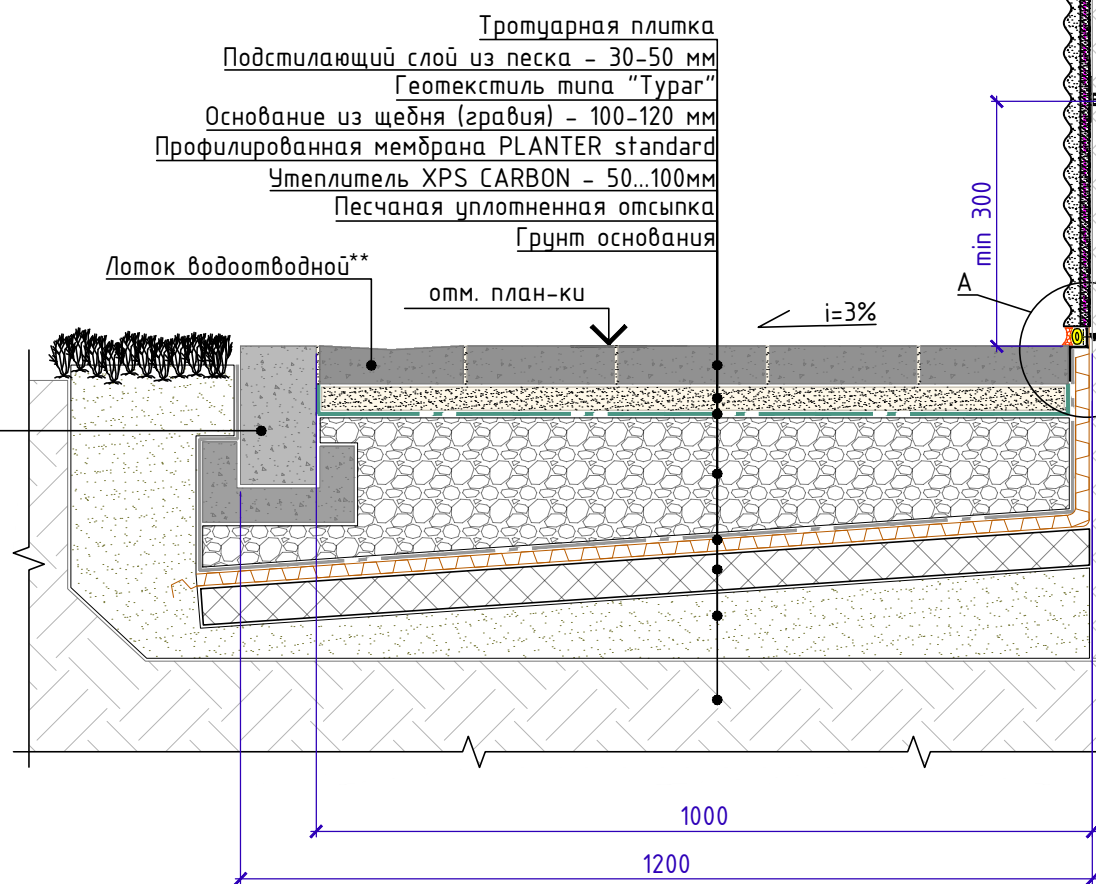 Тротуарная плитка
Подстилающий слой из песка - 30-50 мм
Геотекстиль типа "Typar"
Основание из щебня (гравия) - 100-120 мм
Профилированная мембрана PLANTER standard
Утеплитель XPS CARBON - 50...100мм
Песчаная уплотненная отсыпка
Грунт основания
Лоток водоотводной**
отм. план-ки
i=3%
A
min 300
1000
1200